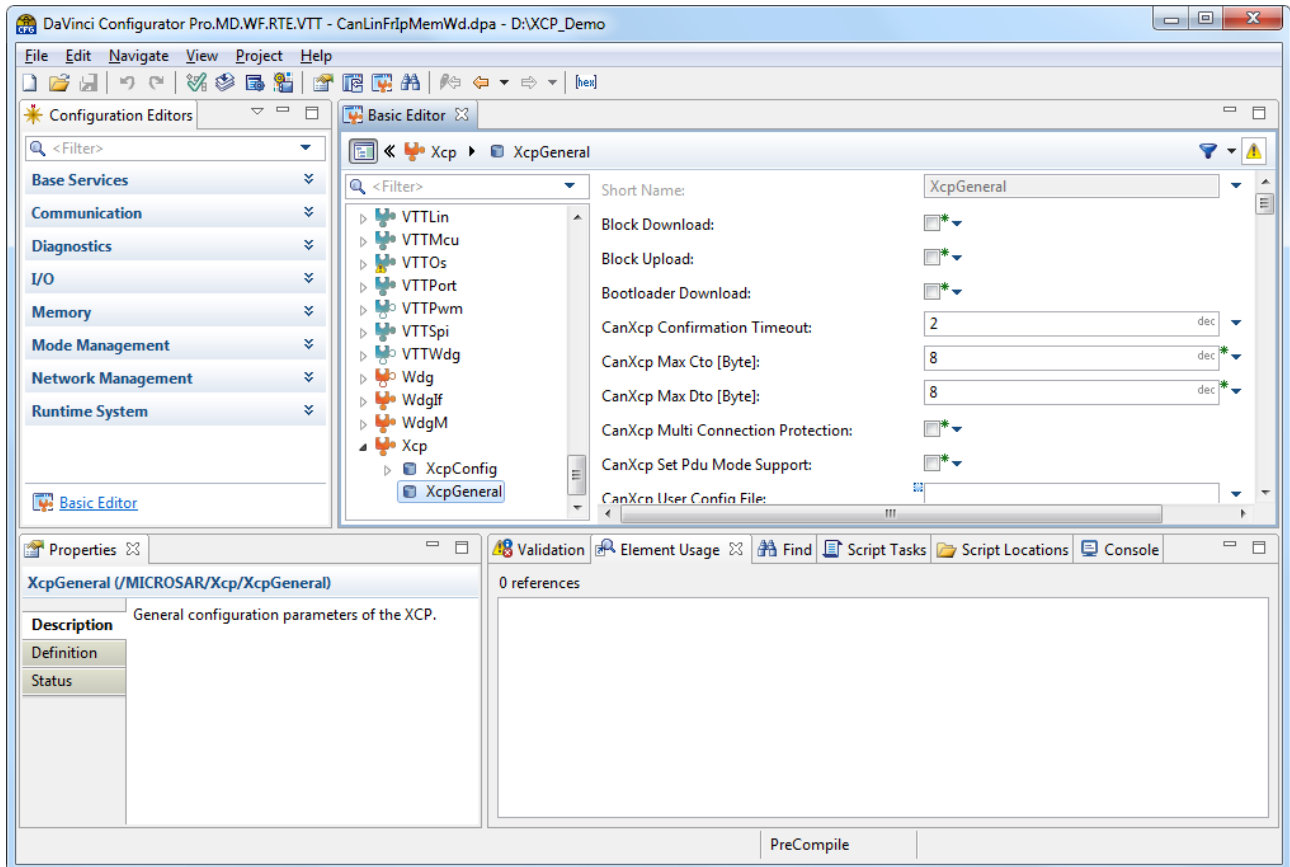 DaVinci Configurator Pro.MD.WF.RTE.VTT - CanLinFrIpMemWd.dpa - D:\XCP_Demo
File Edit Navigate View Project Help
[hex]
Configuration Editors
<Filter>
Base Services
Communication
Diagnostics
I/O
Memory
Mode Management
Network Management
Runtime System
Basic Editor
Basic Editor
Xcp XcpGeneral
<Filter>
VTTLin
VTTMcu
VTTOs
VTTPort
VTTPwm
VTTSpi
VTTWdg
Wdg
WdgIf
WdgM
Xcp
XcpConfig
XcpGeneral
Short Name: XcpGeneral
Block Download:
Block Upload:
Bootloader Download:
CanXcp Confirmation Timeout: 2 dec
CanXcp Max Cto [Byte]: 8 dec
CanXcp Max Dto [Byte]: 8 dec
CanXcp Multi Connection Protection:
CanXcp Set Pdu Mode Support:
CanXcp User Config File:
Properties
XcpGeneral (/MICROSAR/Xcp/XcpGeneral)
Description
Definition
Status
General configuration parameters of the XCP.
Validation Element Usage Find Script Tasks Script Locations Console
0 references
PreCompile